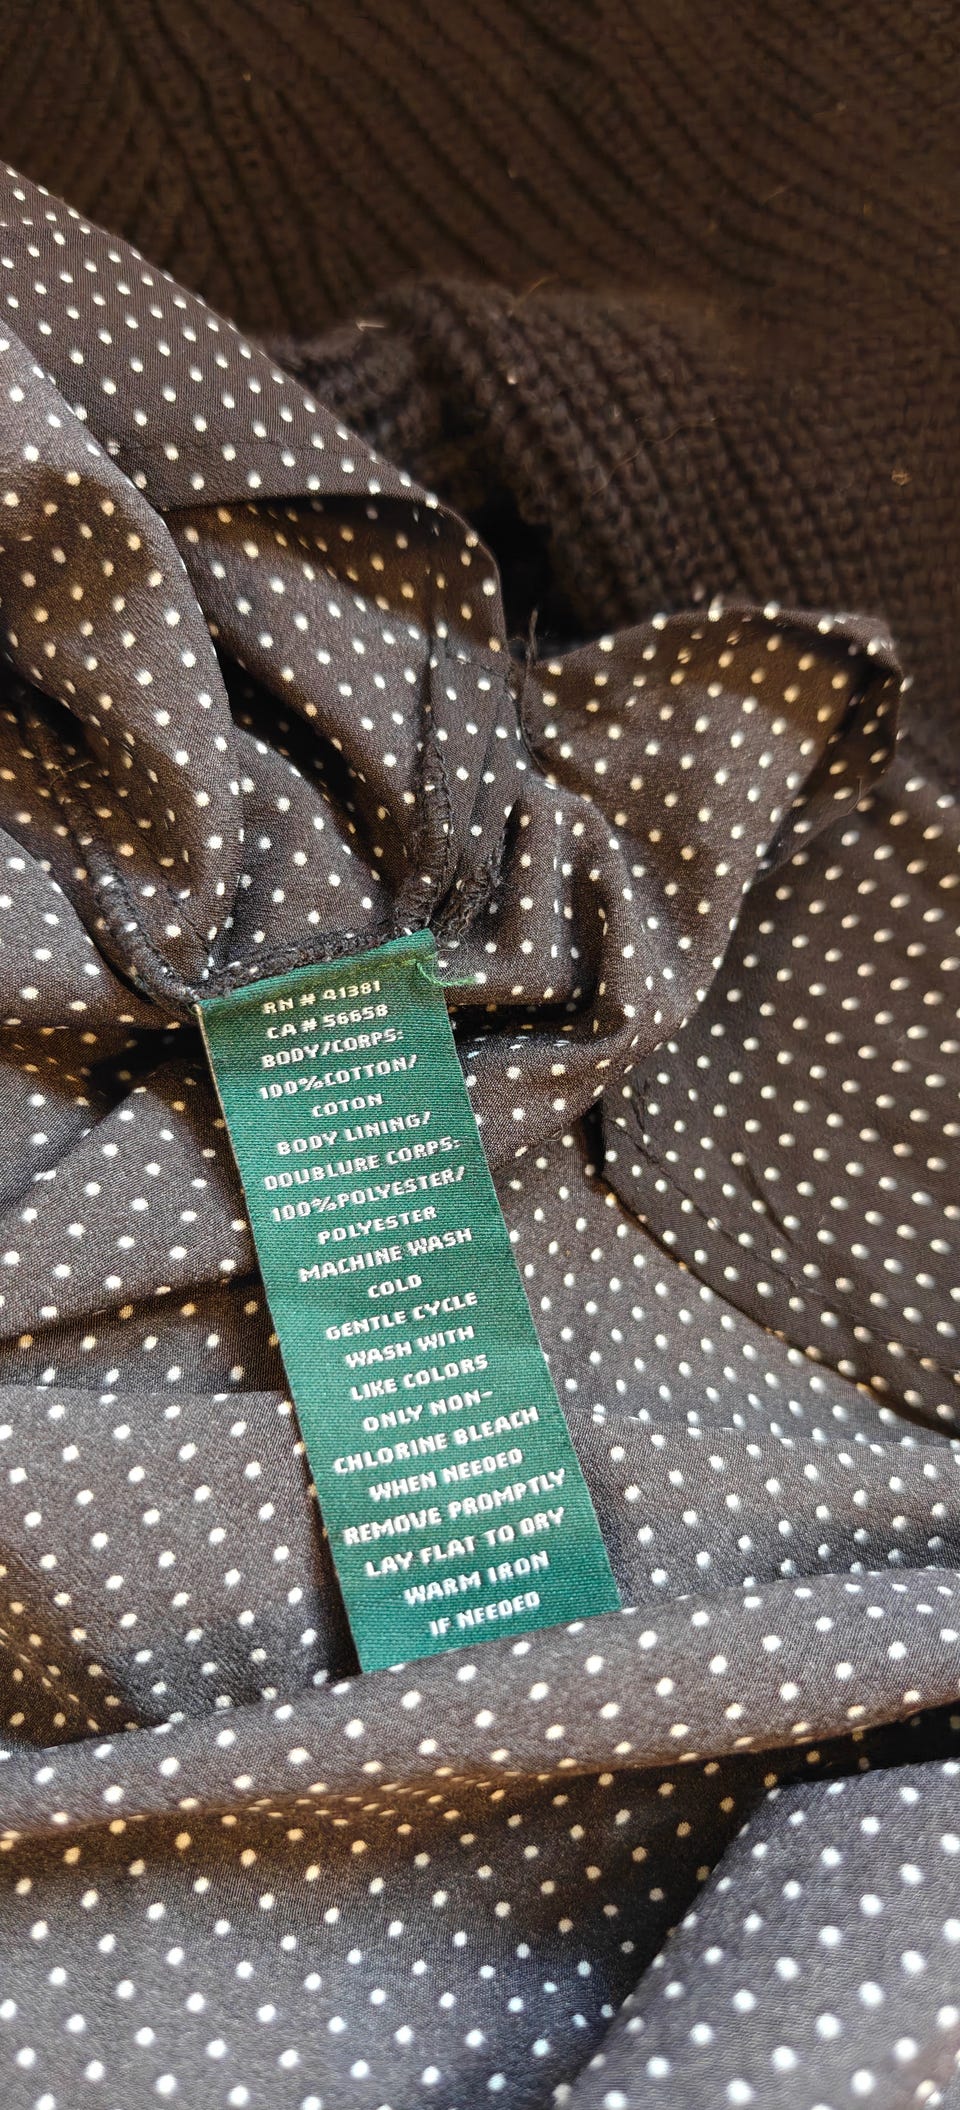 RN # 41381
CA # 56658
BODY/CORPS:
100%COTTON/
COTON
BODY LINING/
DOUBLURE CORPS:
100%POLYESTER/
POLYESTER
MACHINE WASH
COLD
GENTLE CYCLE
WASH WITH
LIKE COLORS
ONLY NON-
CHLORINE BLEACH
WHEN NEEDED
REMOVE PROMPTLY
LAY FLAT TO DRY
WARM IRON
IF NEEDED